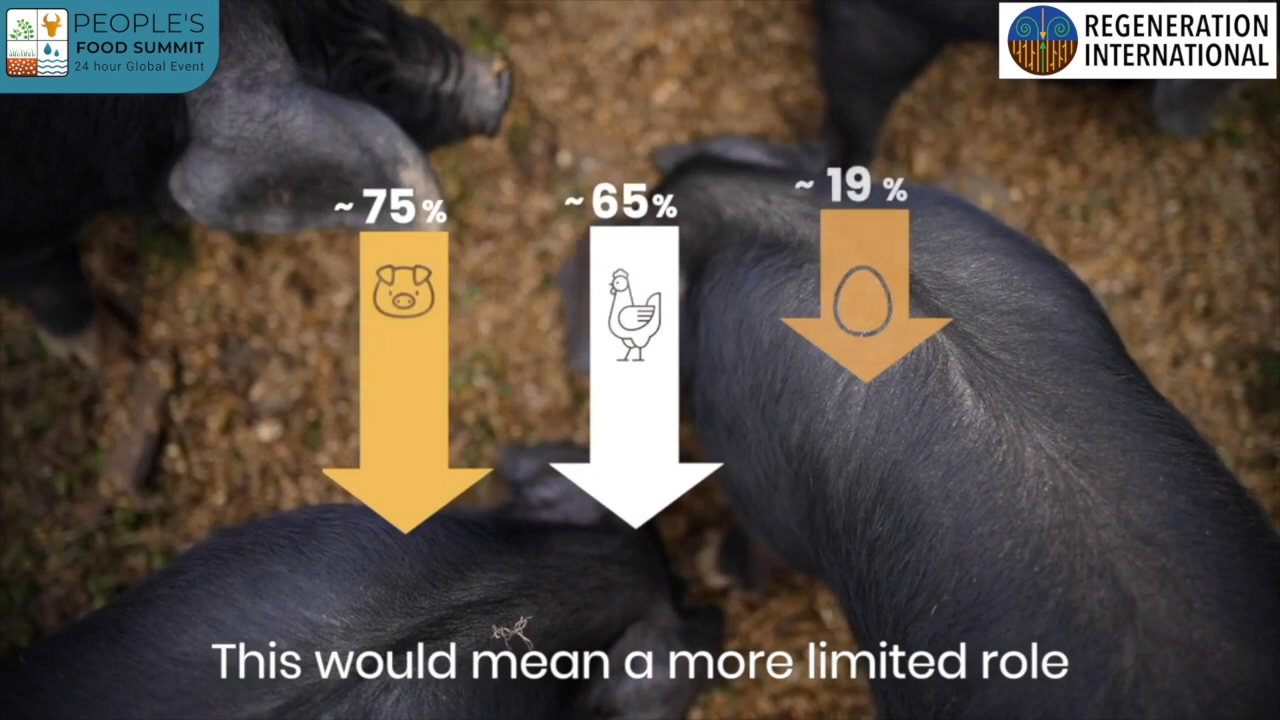 PEOPLE'S
FOOD SUMMIT
24 hour Global Event
REGENERATION
INTERNATIONAL
~ 75 %
~ 65 %
~ 19 %
This would mean a more limited role